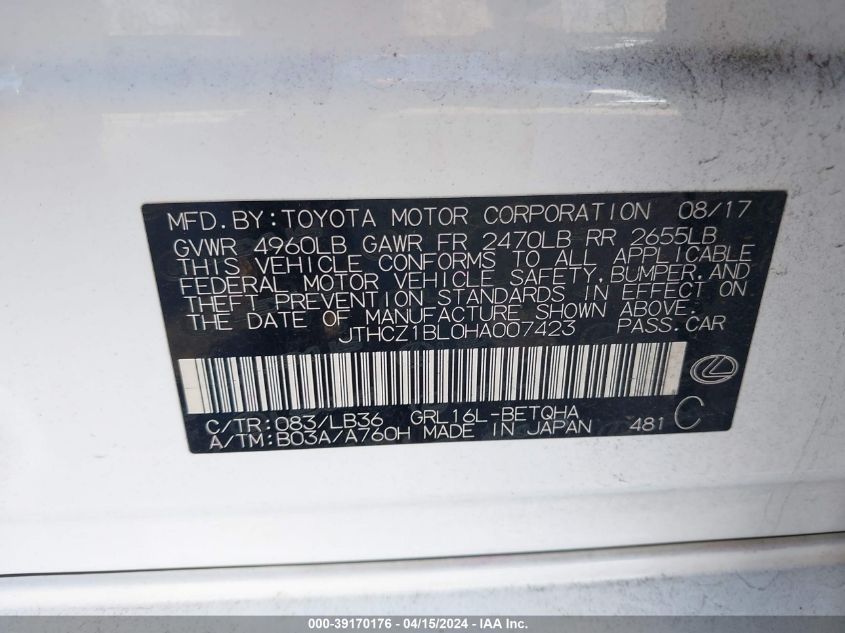 MFD. BY: TOYOTA MOTOR CORPORATION 08/17
GVWR 4960LB GAWR FR 2470LB RR 2655LB
THIS VEHICLE CONFORMS TO ALL APPLICABLE
FEDERAL MOTOR VEHICLE SAFETY, BUMPER, AND
THEFT PREVENTION STANDARDS IN EFFECT ON
THE DATE OF MANUFACTURE SHOWN ABOVE.
JTHCZ1BL0HA007423 PASS. CAR
C/TR: 083/LB36 GRL16L-BETQHA
A/TM: B03A/A760H MADE IN JAPAN 481 C
000-39170176 - 04/15/2024 - IAA Inc.